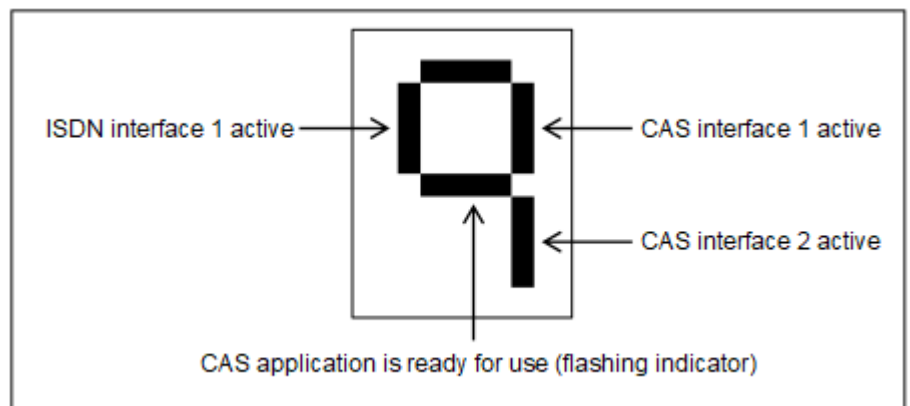 ISDN interface 1 active
CAS interface 1 active
CAS interface 2 active
CAS application is ready for use (flashing indicator)